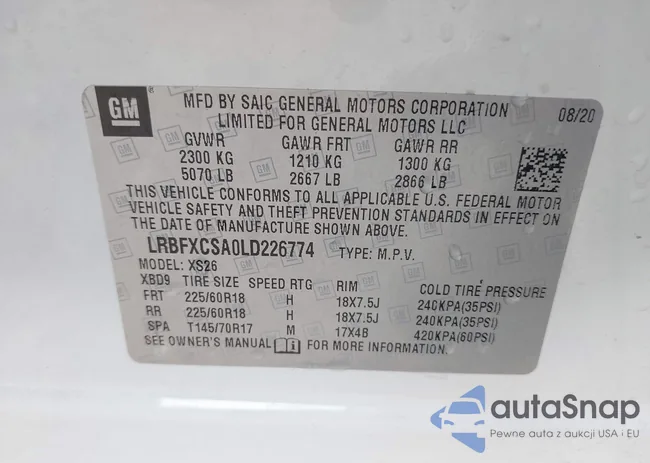 GM
MFD BY SAIC GENERAL MOTORS CORPORATION
LIMITED FOR GENERAL MOTORS LLC
08/20
GVWR GAWR FRT GAWR RR
2300 KG 1210 KG 1300 KG
5070 LB 2667 LB 2866 LB
THIS VEHICLE CONFORMS TO ALL APPLICABLE U.S. FEDERAL MOTOR
VEHICLE SAFETY AND THEFT PREVENTION STANDARDS IN EFFECT ON
THE DATE OF MANUFACTURE SHOWN ABOVE.
LRBFXCSA0LD226774 TYPE: M.P.V.
MODEL: XS26
XBD9 TIRE SIZE SPEED RTG RIM COLD TIRE PRESSURE
FRT 225/60R18 H 18X7.5J 240KPA(35PSI)
RR 225/60R18 H 18X7.5J 240KPA(35PSI)
SPA T145/70R17 M 17X4B 420KPA(60PSI)
SEE OWNER'S MANUAL FOR MORE INFORMATION.
autoSnap
Pewne auta z aukcji USA i EU